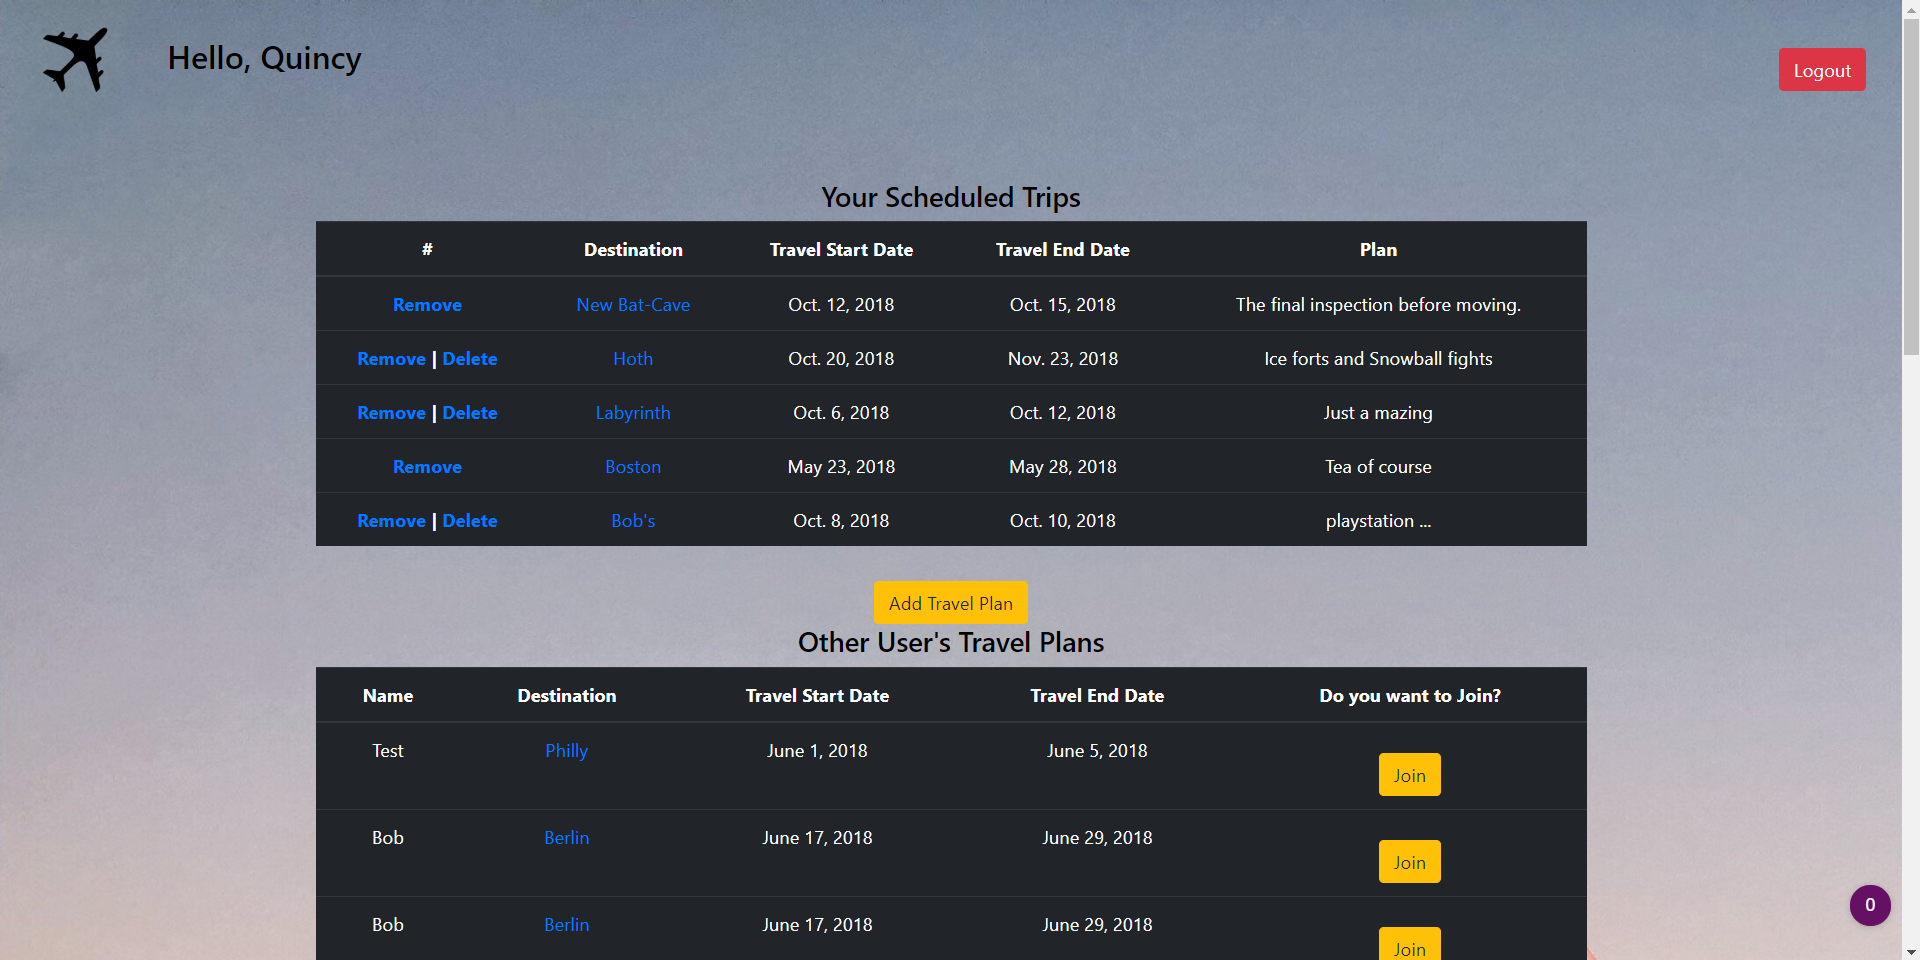 Hello, Quincy
Logout
Your Scheduled Trips
# Destination Travel Start Date Travel End Date Plan
Remove New Bat-Cave Oct. 12, 2018 Oct. 15, 2018 The final inspection before moving.
Remove | Delete Hoth Oct. 20, 2018 Nov. 23, 2018 Ice forts and Snowball fights
Remove | Delete Labyrinth Oct. 6, 2018 Oct. 12, 2018 Just a mazing
Remove Boston May 23, 2018 May 28, 2018 Tea of course
Remove | Delete Bob's Oct. 8, 2018 Oct. 10, 2018 playstation ...
Add Travel Plan
Other User's Travel Plans
Name Destination Travel Start Date Travel End Date Do you want to Join?
Test Philly June 1, 2018 June 5, 2018 Join
Bob Berlin June 17, 2018 June 29, 2018 Join
Bob Berlin June 17, 2018 June 29, 2018 Join
0